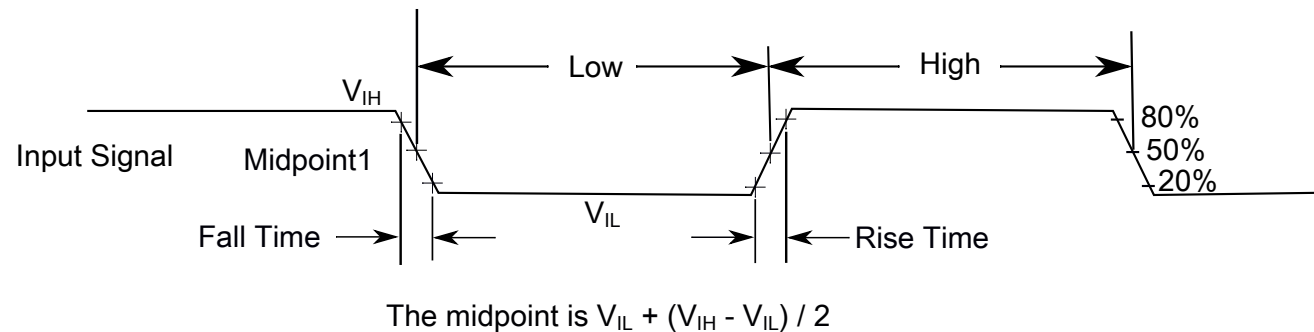 Low
High
V_IH
80%
Input Signal
Midpoint1
50%
20%
V_IL
Fall Time
Rise Time
The midpoint is V_IL + (V_IH - V_IL) / 2